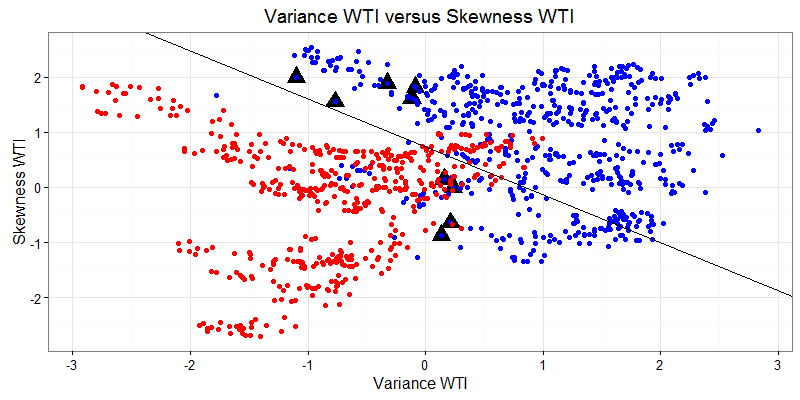 Variance WTI versus Skewness WTI
Skewness WTI
2
1
0
-1
-2
-3 -2 -1 0 1 2 3
Variance WTI